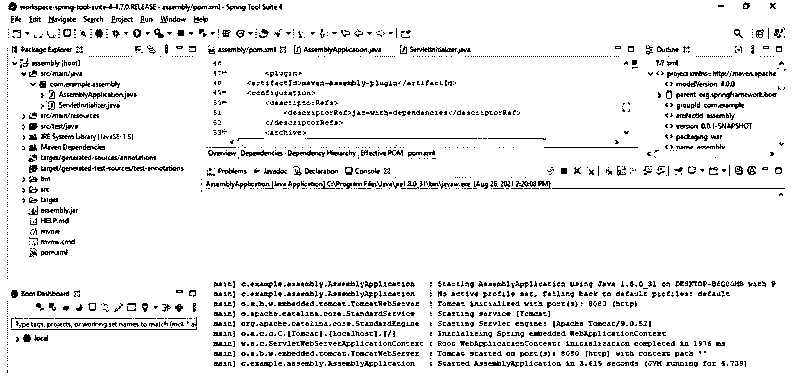 workspace-spring-tool-suite-4-4.7.0.RELEASE - assembly/pom.xml - Spring Tool Suite 4
File Edit Navigate Search Project Run Window Help
Package Explorer
assembly [boot]
src/main/java
com.example.assembly
AssemblyApplication.java
ServletInitializer.java
src/main/resources
src/test/java
JRE System Library [JavaSE-1.5]
Maven Dependencies
target/generated-sources/annotations
target/generated-test-sources/test-annotations
bin
src
target
assembly.jar
HELP.md
mvnw
mvnw.cmd
pom.xml
Boot Dashboard
Type tags, projects, or working set names to match (incl. *
local
assembly/pom.xml AssemblyApplication.java ServletInitializer.java
46
47 <plugin>
48 <artifactId>maven-assembly-plugin</artifactId>
49 <configuration>
50 <descriptorRefs>
51 <descriptorRef>jar-with-dependencies</descriptorRef>
52 </descriptorRefs>
53 <archive>
Overview Dependencies Dependency Hierarchy Effective POM pom.xml
Outline
?-? xml
project xmlns=http://maven.apache
modelVersion 4.0.0
parent org.springframework.boot
groupId com.example
artifactId assembly
version 0.0.1-SNAPSHOT
packaging war
name assembly
Problems Javadoc Declaration Console
AssemblyApplication [Java Application] C:\Program Files\Java\jre1.8.0_31\bin\javaw.exe (Aug 26, 2021 2:20:08 PM)
main] c.example.assembly.AssemblyApplication : Starting AssemblyApplication using Java 1.8.0_31 on with P
main] c.example.assembly.AssemblyApplication : No active profile set, falling back to default profiles: default
main] o.s.b.w.embedded.tomcat.TomcatWebServer : Tomcat initialized with port(s): 8080 (http)
main] o.apache.catalina.core.StandardService : Starting service [Tomcat]
main] org.apache.catalina.core.StandardEngine : Starting Servlet engine: [Apache Tomcat/9.0.52]
main] o.a.c.c.C.[Tomcat].[localhost].[/] : Initializing Spring embedded WebApplicationContext
main] w.s.c.ServletWebServerApplicationContext : Root WebApplicationContext: initialization completed in 1976 ms
main] o.s.b.w.embedded.tomcat.TomcatWebServer : Tomcat started on port(s): 8080 (http) with context path ''
main] c.example.assembly.AssemblyApplication : Started AssemblyApplication in 3.615 seconds (JVM running for 4.739)